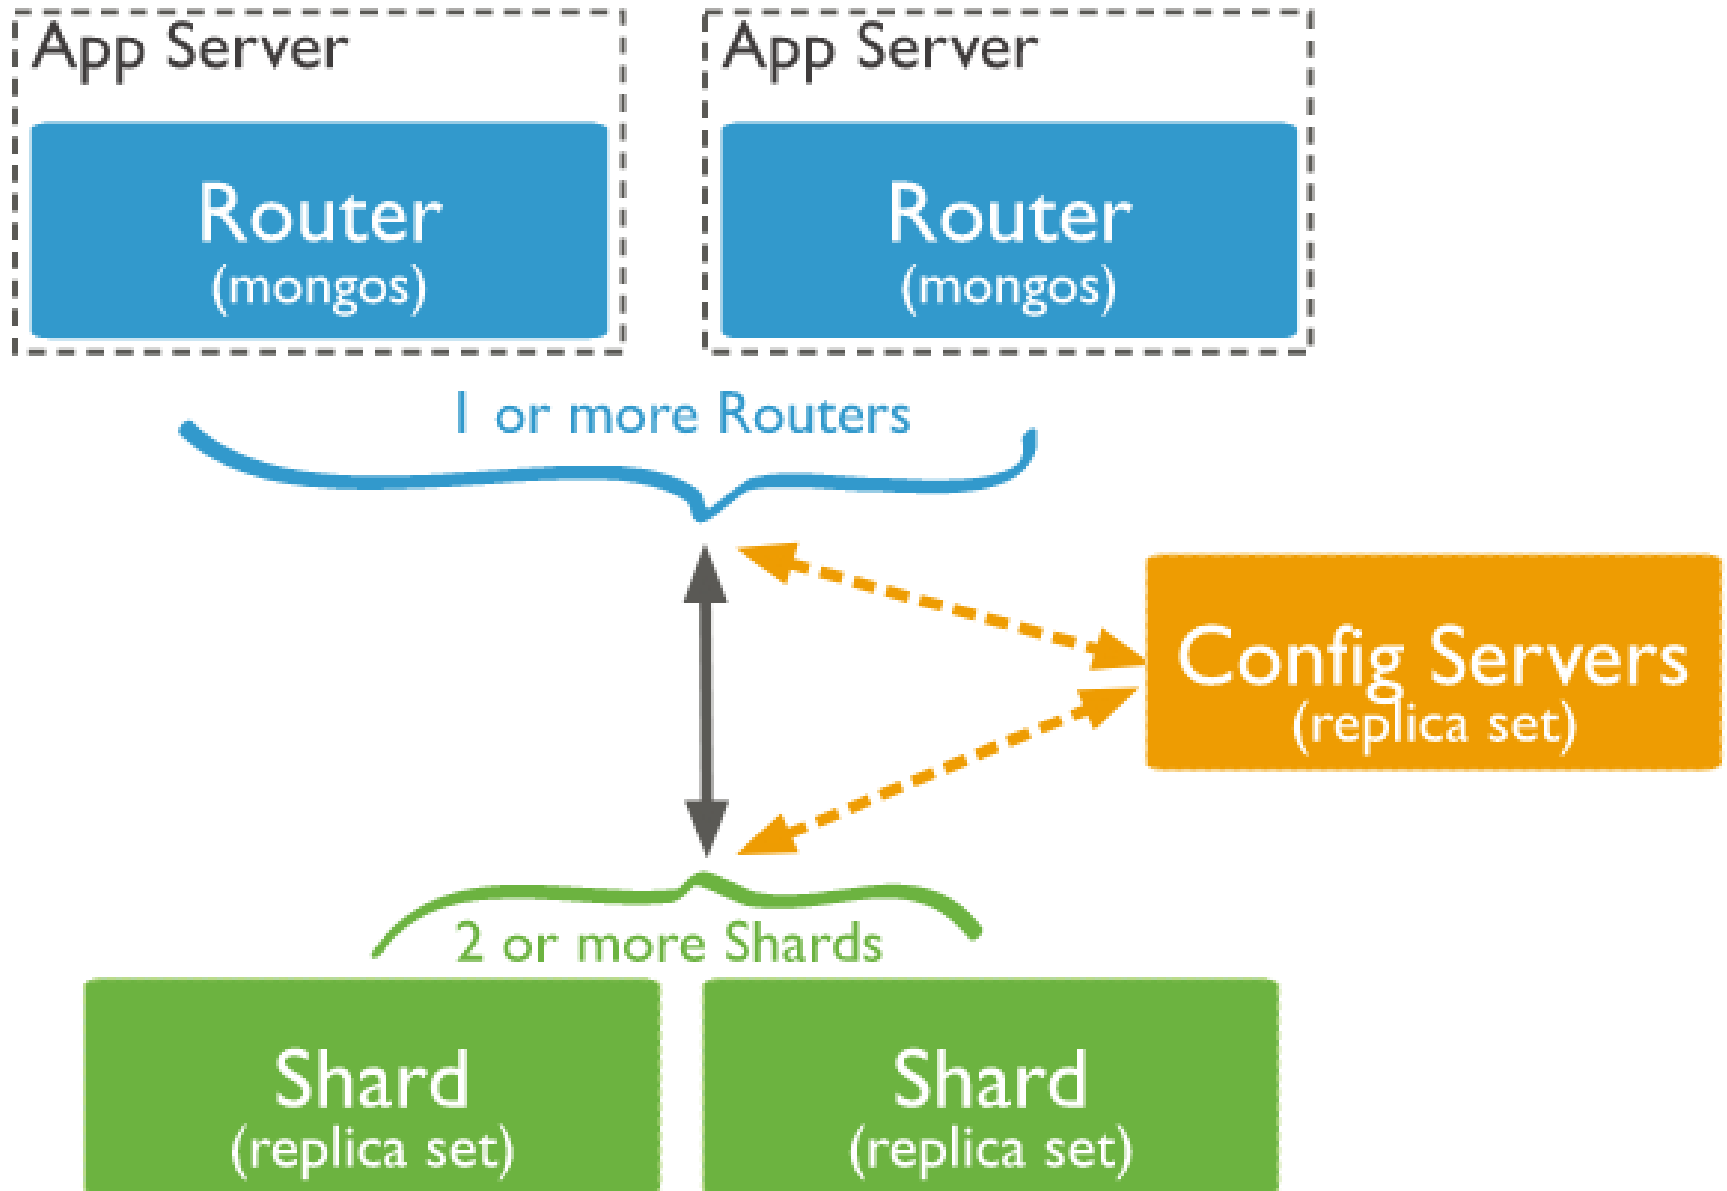 App Server
App Server
Router
(mongos)
Router
(mongos)
1 or more Routers
Config Servers
(replica set)
2 or more Shards
Shard
(replica set)
Shard
(replica set)